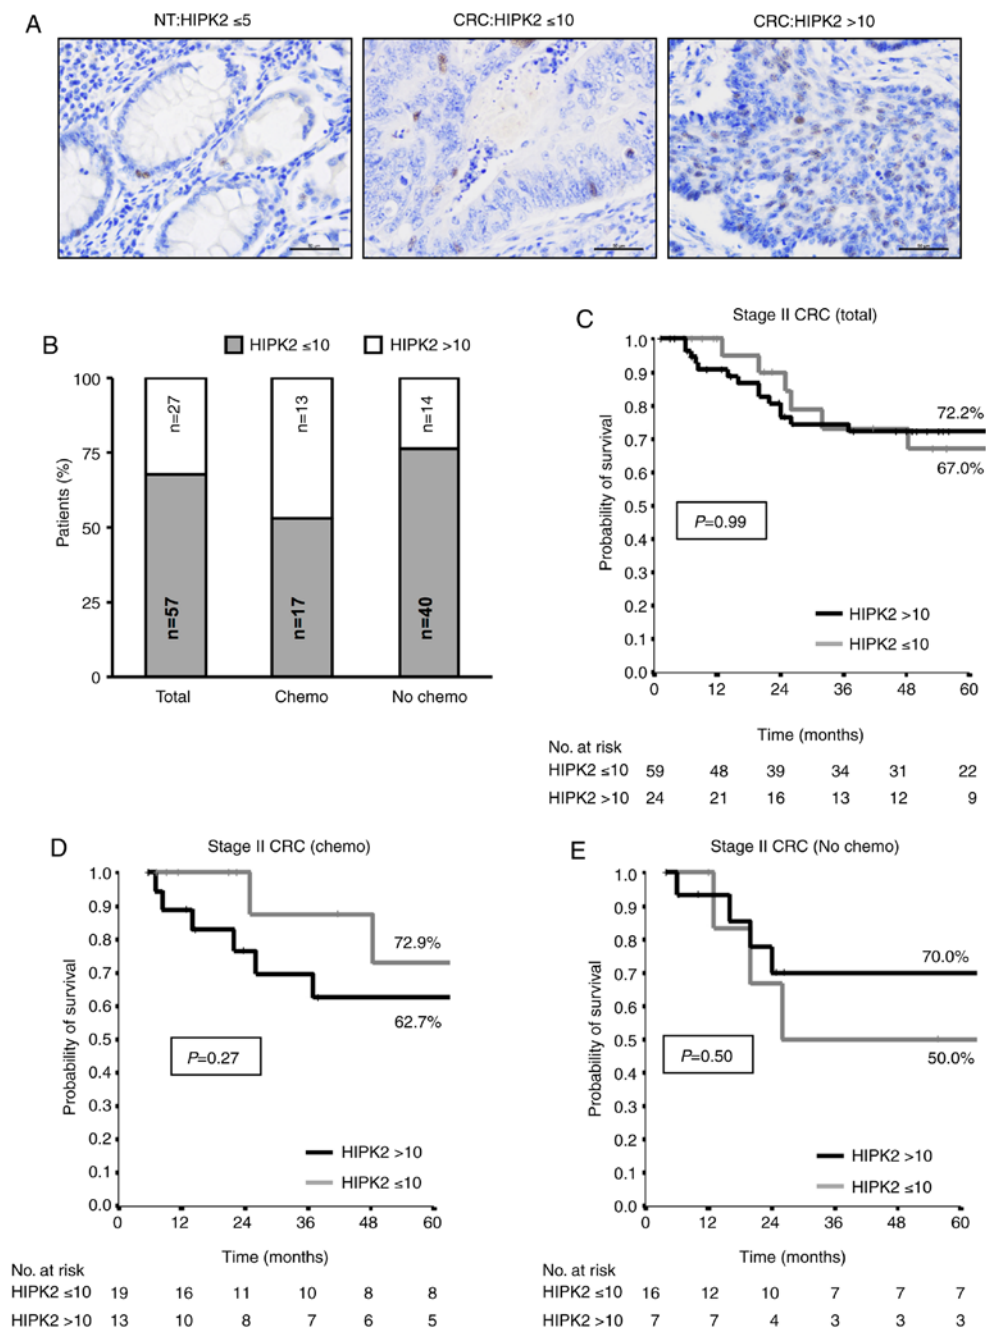 A
NT:HIPK2 ≤5
CRC:HIPK2 ≤10
CRC:HIPK2 >10
B
HIPK2 ≤10
HIPK2 >10
100
75
50
25
0
Patients (%)
n=27
n=13
n=14
n=57
n=17
n=40
Total
Chemo
No chemo
C
Stage II CRC (total)
1.0
0.9
0.8
0.7
0.6
0.5
0.4
0.3
0.2
0.1
0.0
Probability of survival
72.2%
67.0%
P=0.99
HIPK2 >10
HIPK2 ≤10
0 12 24 36 48 60
Time (months)
No. at risk
HIPK2 ≤10 59 48 39 34 31 22
HIPK2 >10 24 21 16 13 12 9
D
Stage II CRC (chemo)
1.0
0.9
0.8
0.7
0.6
0.5
0.4
0.3
0.2
0.1
0.0
Probability of survival
72.9%
62.7%
P=0.27
HIPK2 >10
HIPK2 ≤10
0 12 24 36 48 60
Time (months)
No. at risk
HIPK2 ≤10 19 16 11 10 8 8
HIPK2 >10 13 10 8 7 6 5
E
Stage II CRC (No chemo)
1.0
0.9
0.8
0.7
0.6
0.5
0.4
0.3
0.2
0.1
0.0
Probability of survival
70.0%
50.0%
P=0.50
HIPK2 >10
HIPK2 ≤10
0 12 24 36 48 60
Time (months)
No. at risk
HIPK2 ≤10 16 12 10 7 7 7
HIPK2 >10 7 7 4 3 3 3